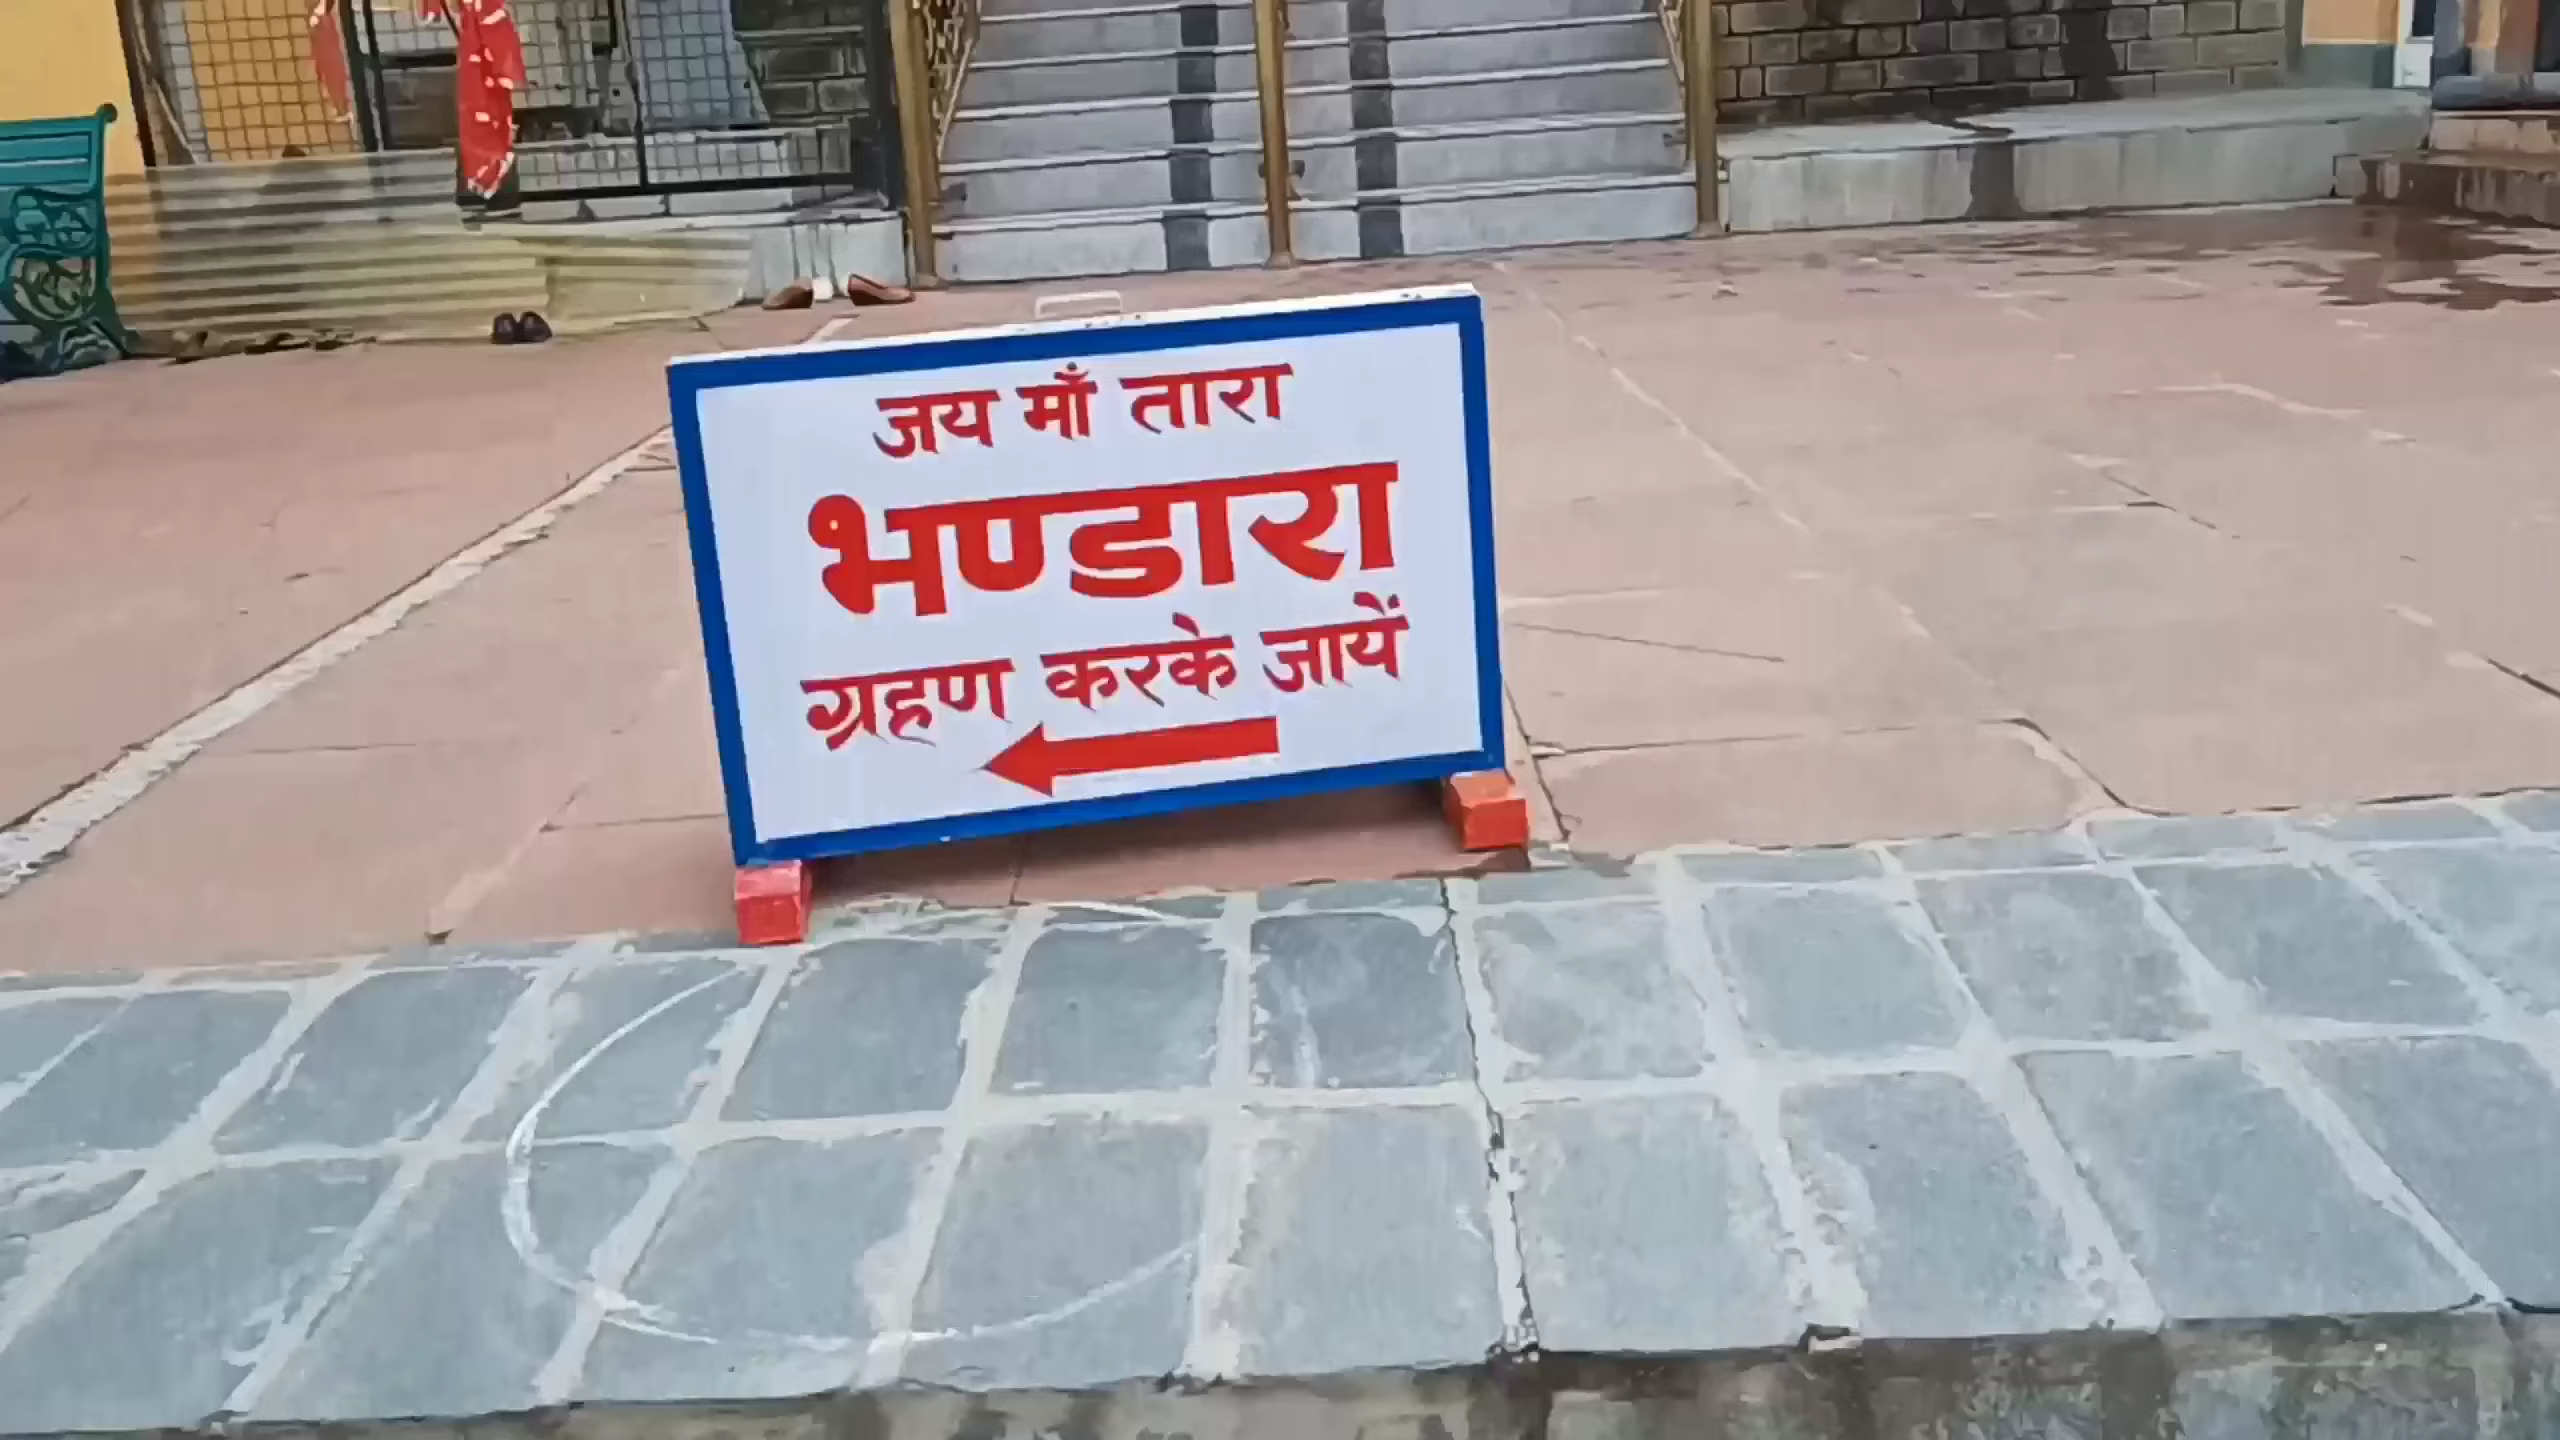 जय माँ तारा
भण्डारा
ग्रहण करके जायें